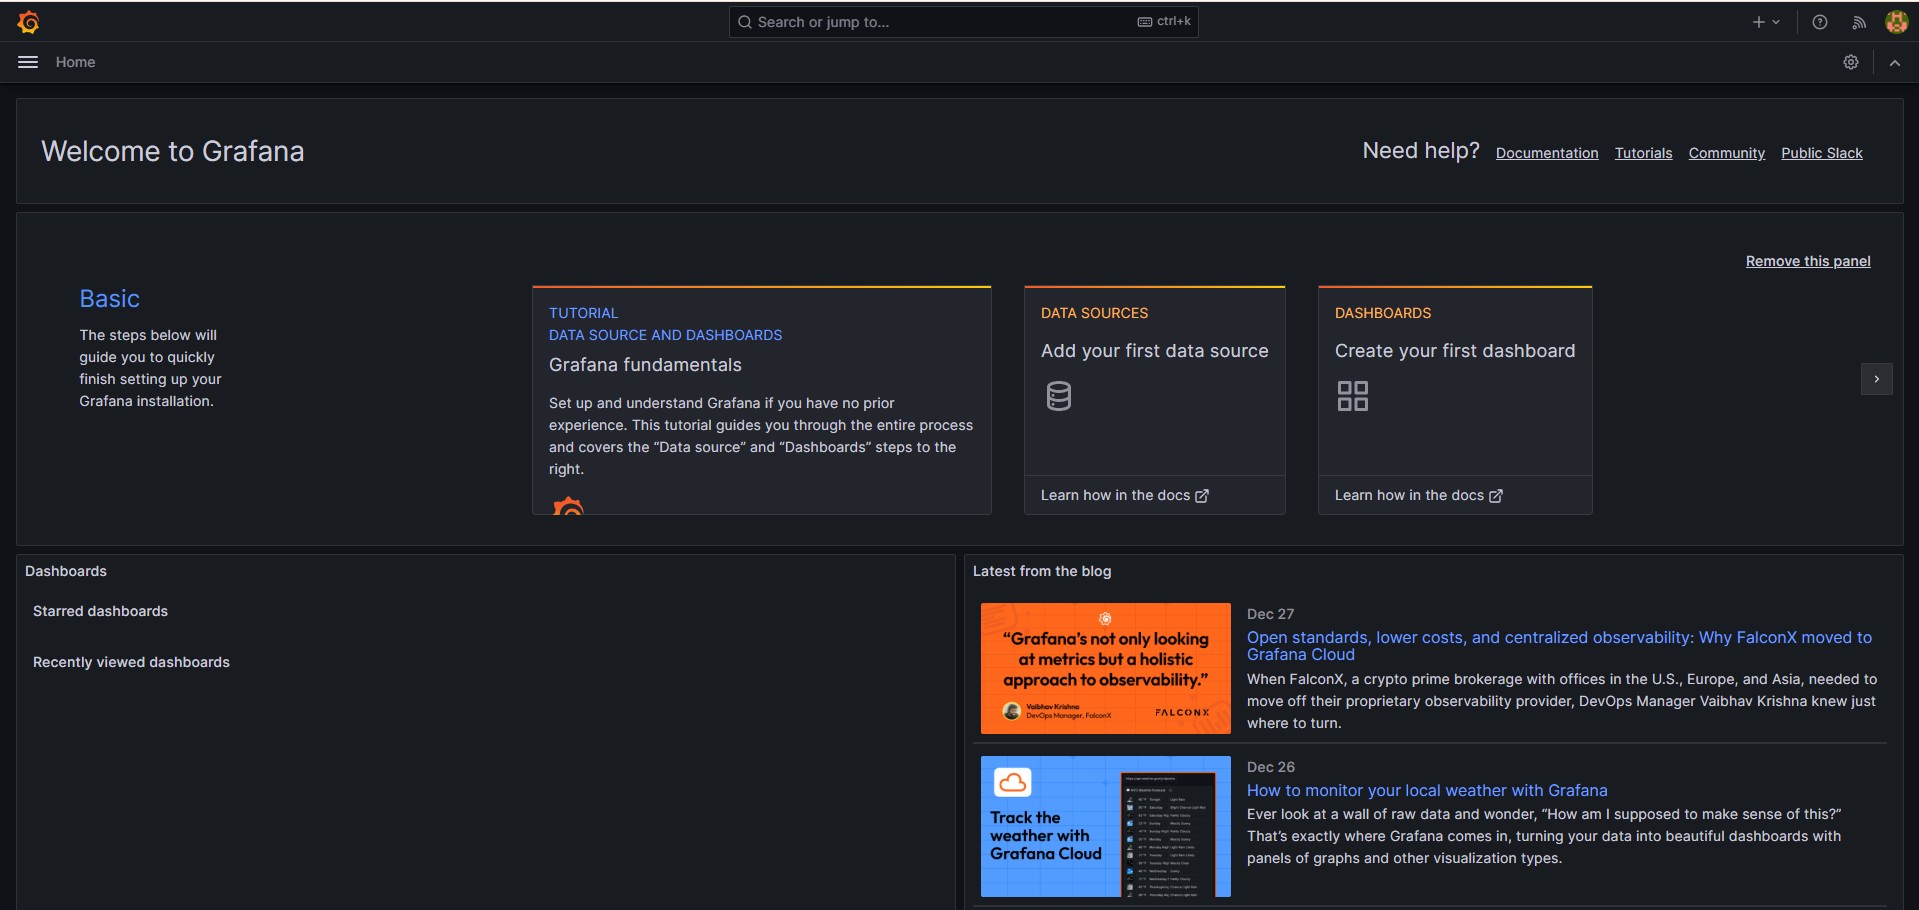 Search or jump to...
ctrl+k
Home
Welcome to Grafana
Need help?
Documentation
Tutorials
Community
Public Slack
Remove this panel
Basic
The steps below will
guide you to quickly
finish setting up your
Grafana installation.
TUTORIAL
DATA SOURCE AND DASHBOARDS
Grafana fundamentals
Set up and understand Grafana if you have no prior
experience. This tutorial guides you through the entire process
and covers the “Data source” and “Dashboards” steps to the
right.
DATA SOURCES
Add your first data source
Learn how in the docs
DASHBOARDS
Create your first dashboard
Learn how in the docs
Dashboards
Starred dashboards
Recently viewed dashboards
Latest from the blog
“Grafana’s not only looking
at metrics but a holistic
approach to observability.”
Vaibhav Krishna
DevOps Manager, FalconX
FALCONX
Dec 27
Open standards, lower costs, and centralized observability: Why FalconX moved to
Grafana Cloud
When FalconX, a crypto prime brokerage with offices in the U.S., Europe, and Asia, needed to
move off their proprietary observability provider, DevOps Manager Vaibhav Krishna knew just
where to turn.
Track the
weather with
Grafana Cloud
Dec 26
How to monitor your local weather with Grafana
Ever look at a wall of raw data and wonder, “How am I supposed to make sense of this?”
That’s exactly where Grafana comes in, turning your data into beautiful dashboards with
panels of graphs and other visualization types.